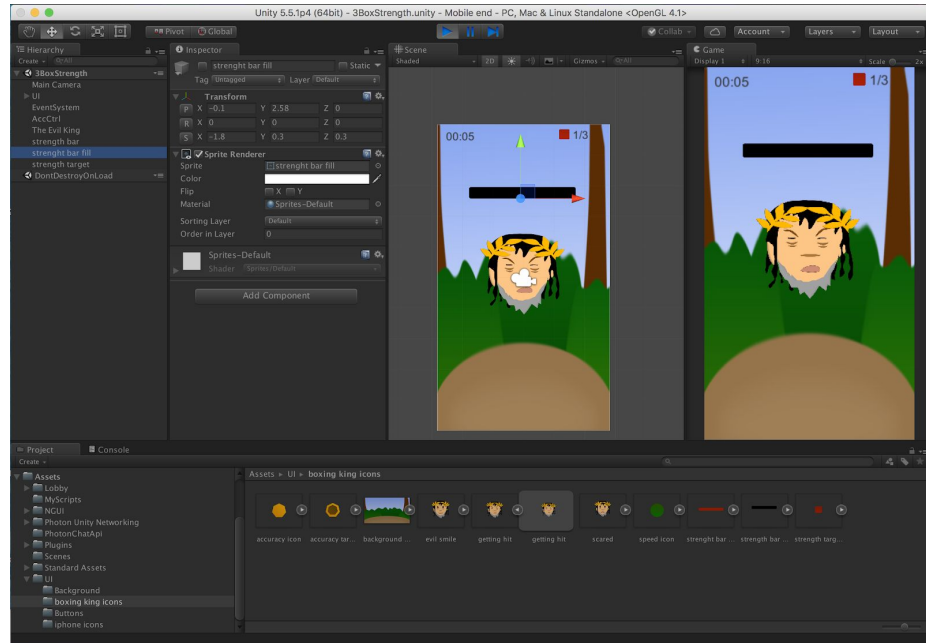 Unity 5.5.1p4 (64bit) - 3BoxStrength.unity - Mobile end - PC, Mac & Linux Standalone <OpenGL 4.1>
Pivot Global Collab Account Layers Layout
Hierarchy
Create
All
3BoxStrength
Main Camera
UI
EventSystem
AccCtrl
The Evil King
strength bar
strenght bar fill
strength target
DontDestroyOnLoad
Inspector
strenght bar fill Static
Tag Untagged Layer Default
Transform
P X -0.1 Y 2.58 Z 0
R X 0 Y 0 Z 0
S X -1.8 Y 0.3 Z 0.3
Sprite Renderer
Sprite strenght bar fill
Color
Flip X Y
Material Sprites-Default
Sorting Layer Default
Order in Layer 0
Sprites-Default
Shader Sprites/Default
Add Component
Scene
Shaded 2D Gizmos All
00:05 1/3
Game
Display 1 9:16 Scale 2x
00:05 1/3
Project Console
Create
Assets
Lobby
MyScripts
NGUI
Photon Unity Networking
PhotonChatApi
Plugins
Scenes
Standard Assets
UI
Background
boxing king icons
Buttons
iphone icons
Assets UI boxing king icons
accuracy icon accuracy tar... background ... evil smile getting hit getting hit scared speed icon strenght bar ... strength bar ... strength targ...